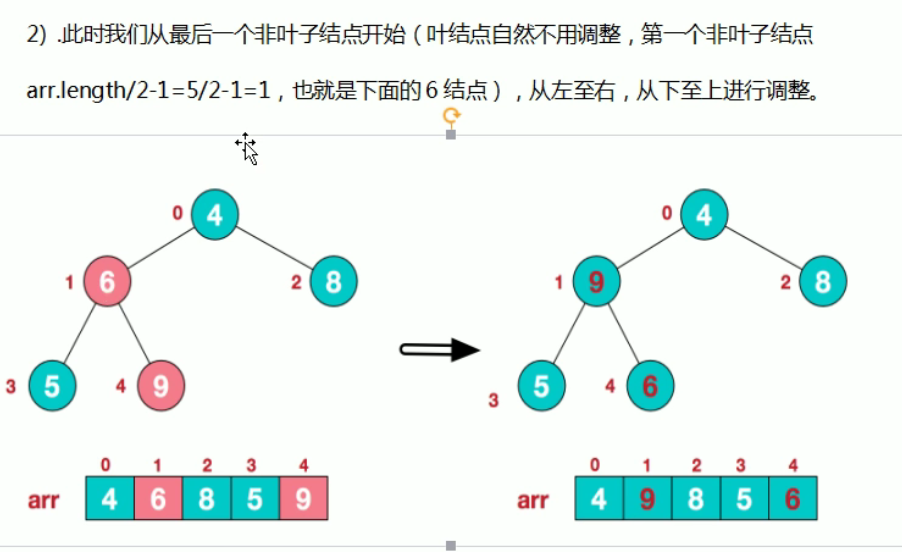 2) .此时我们从最后一个非叶子结点开始（叶结点自然不用调整，第一个非叶子结点
arr.length/2-1=5/2-1=1，也就是下面的6结点），从左至右，从下至上进行调整。
0 4
0 4
1 6
2 8
1 9
2 8
3 5
4 9
3 5
4 6
0 1 2 3 4
arr 4 6 8 5 9
0 1 2 3 4
arr 4 9 8 5 6